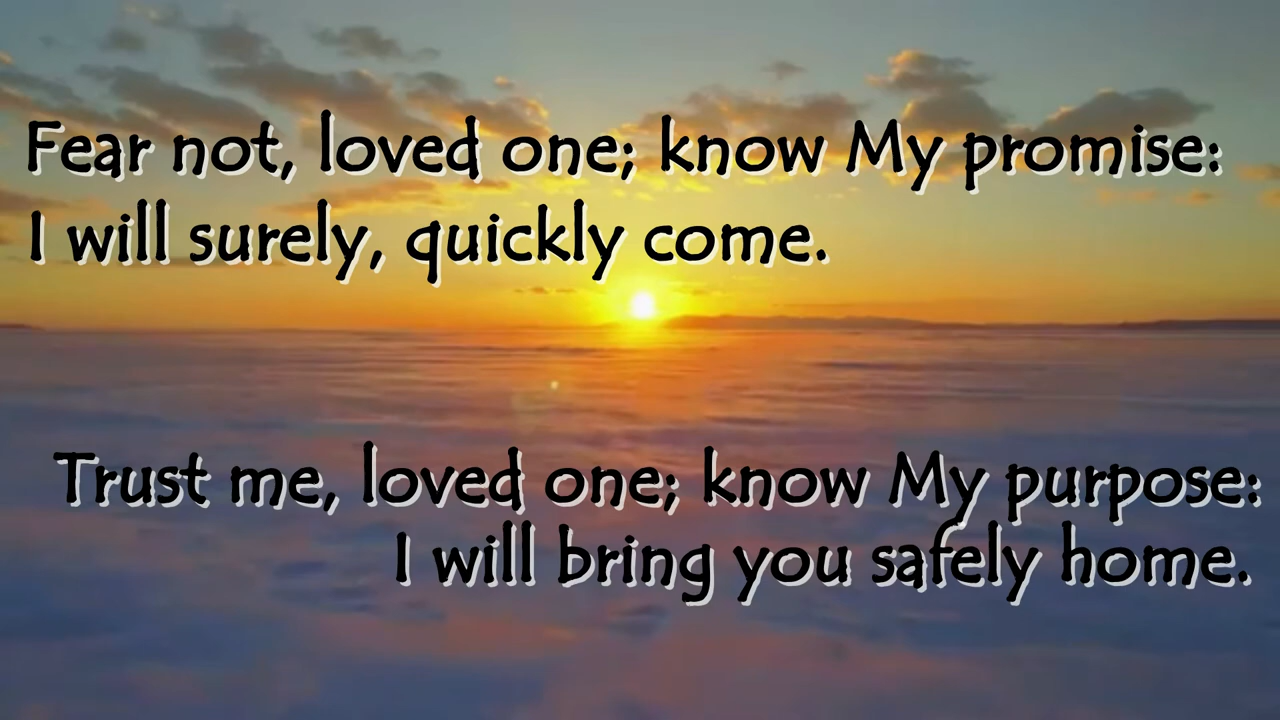 Fear not, loved one; know My promise:
I will surely, quickly come.
Trust me, loved one; know My purpose:
I will bring you safely home.